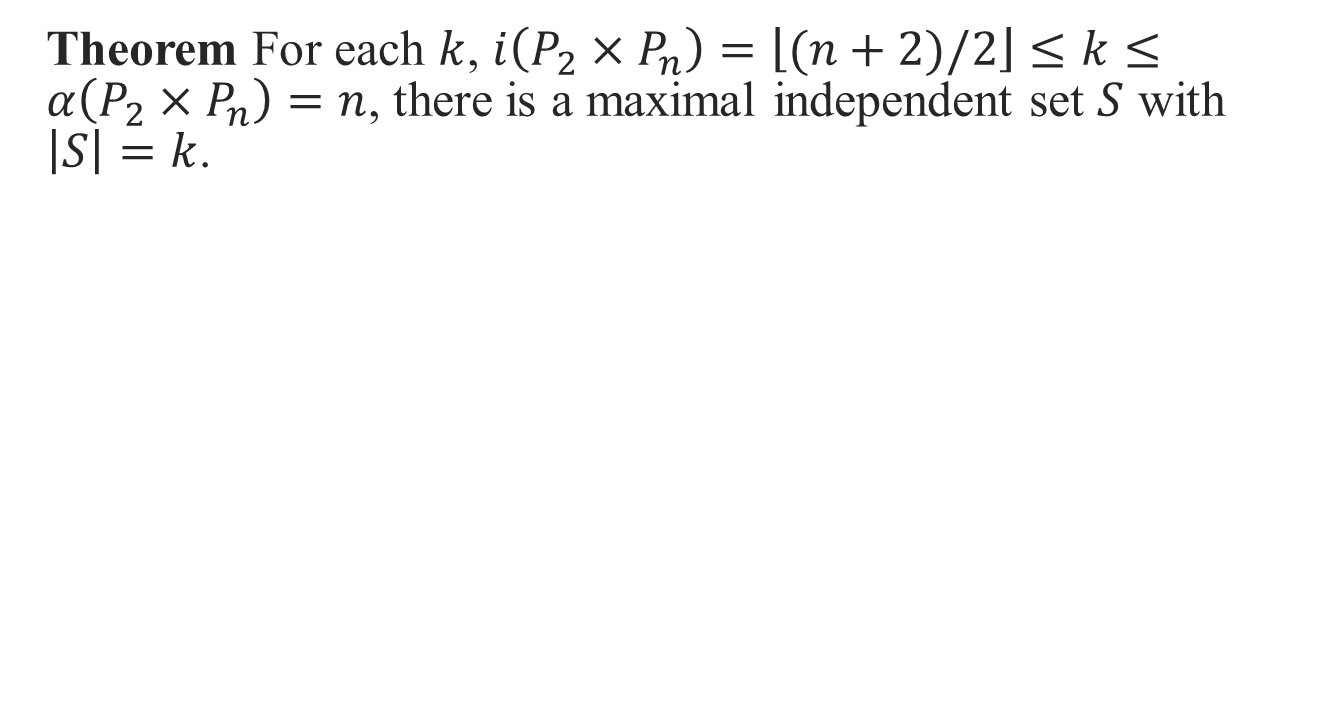 Theorem For each k, i(P₂ × Pₙ) = ⌊(n + 2)/2⌋ ≤ k ≤
α(P₂ × Pₙ) = n, there is a maximal independent set S with
|S| = k.